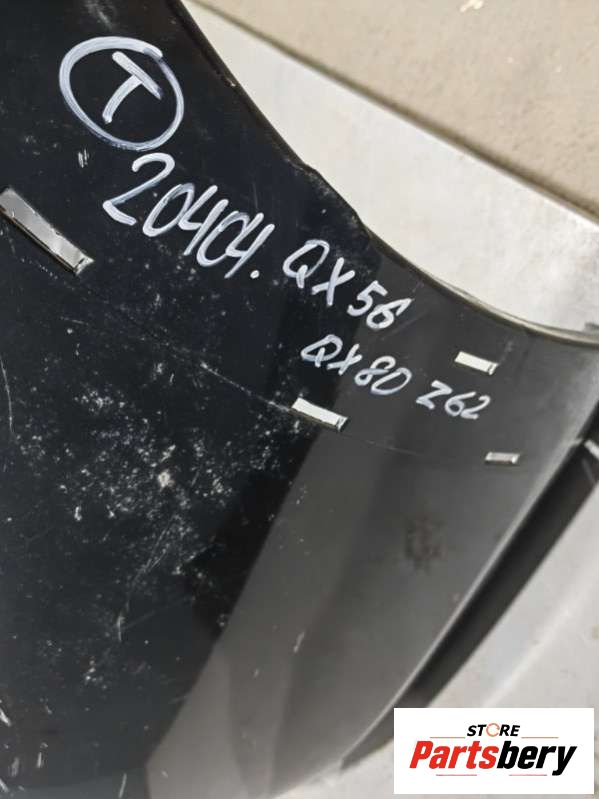 T
20404. QX56
QX80 Z62
STORE
Partsbery